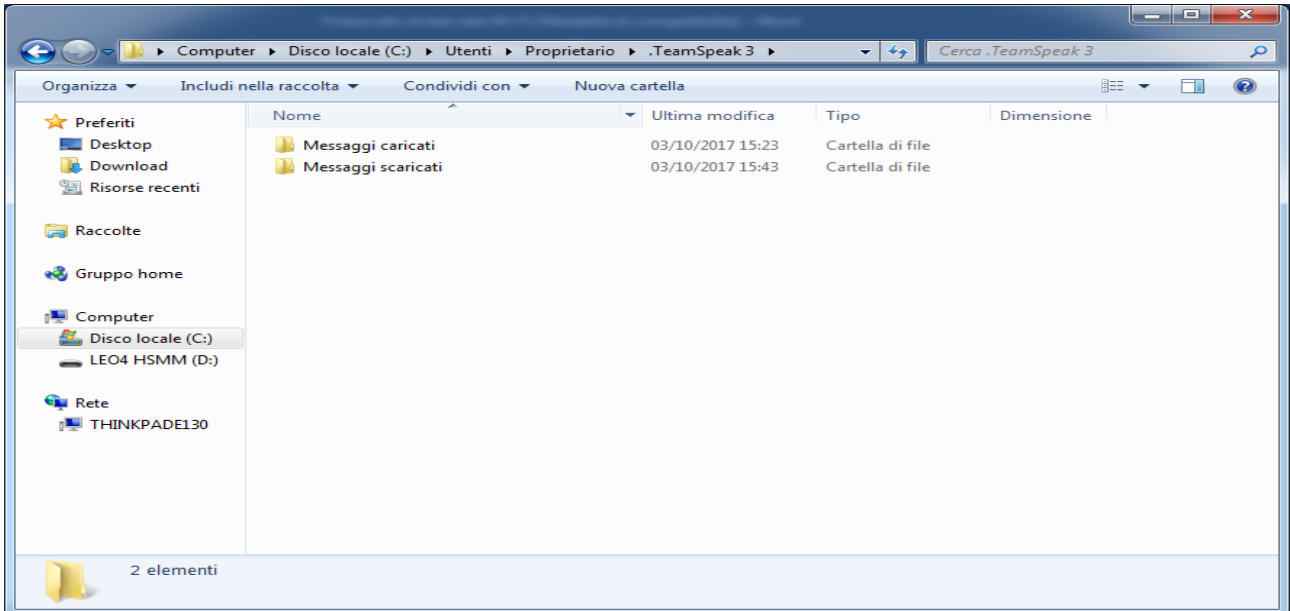 Computer Disco locale (C:) Utenti Proprietario .TeamSpeak 3
Cerca .TeamSpeak 3
Organizza Includi nella raccolta Condividi con Nuova cartella
Nome Ultima modifica Tipo Dimensione
Messaggi caricati 03/10/2017 15:23 Cartella di file
Messaggi scaricati 03/10/2017 15:43 Cartella di file
Preferiti
Desktop
Download
Risorse recenti
Raccolte
Gruppo home
Computer
Disco locale (C:)
LEO4 HSMM (D:)
Rete
THINKPADE130
2 elementi